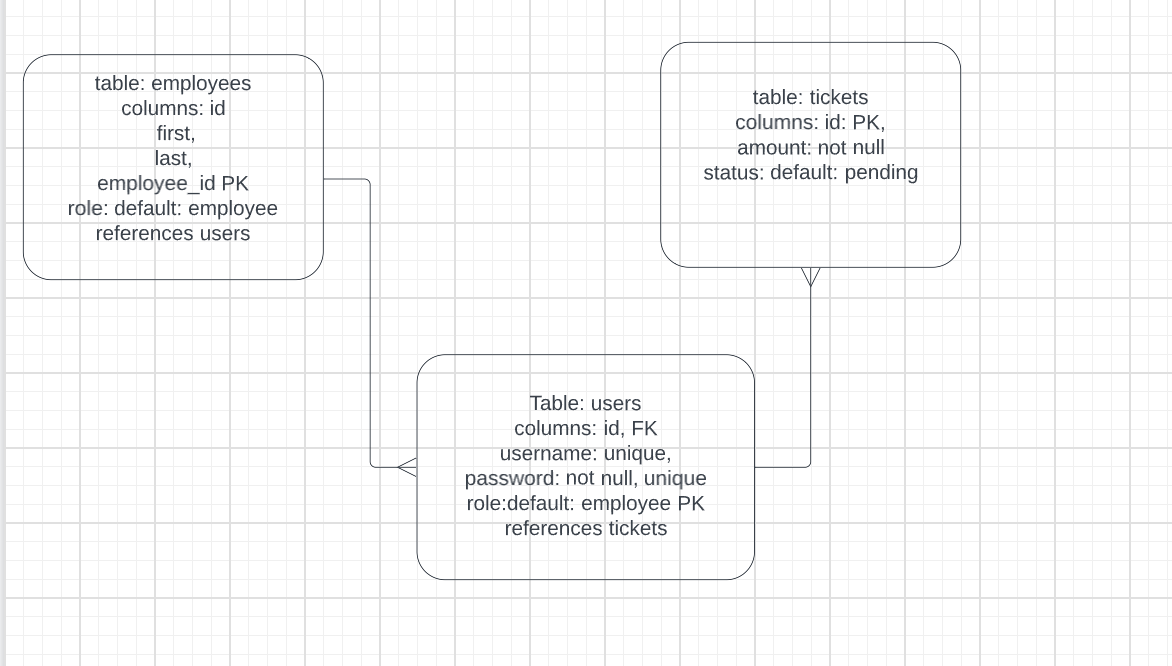 table: employees
columns: id
first,
last,
employee_id PK
role: default: employee
references users
table: tickets
columns: id: PK,
amount: not null
status: default: pending
Table: users
columns: id, FK
username: unique,
password: not null, unique
role:default: employee PK
references tickets